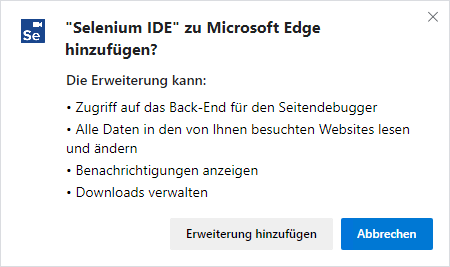 Se
"Selenium IDE" zu Microsoft Edge
hinzufügen?
Die Erweiterung kann:
• Zugriff auf das Back-End für den Seitendebugger
• Alle Daten in den von Ihnen besuchten Websites lesen
und ändern
• Benachrichtigungen anzeigen
• Downloads verwalten
Erweiterung hinzufügen
Abbrechen